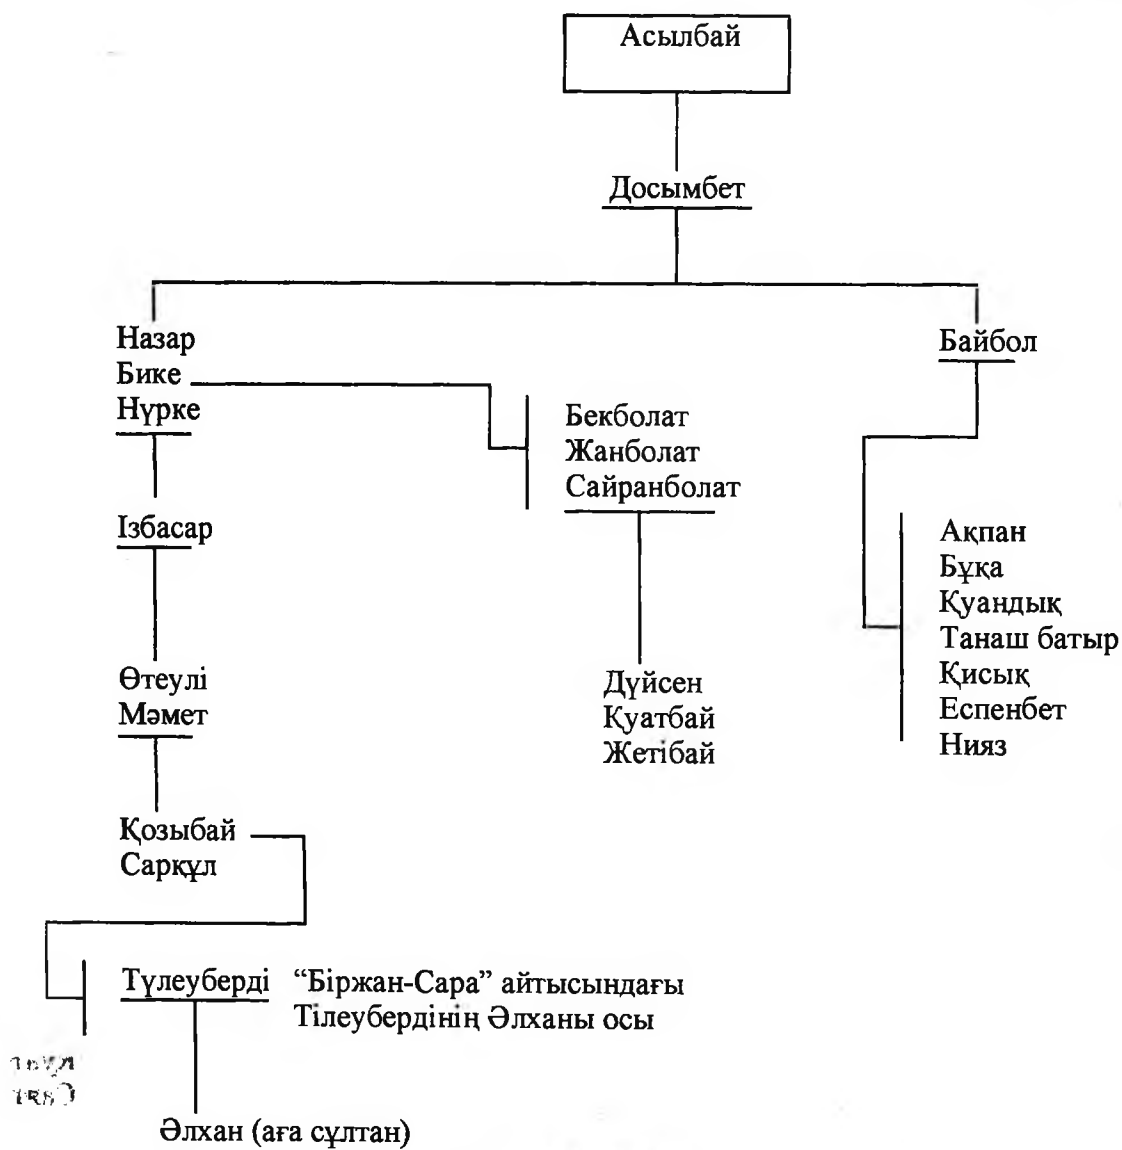 Асылбай
Досымбет
Назар
Бике
Нүрке
Байбол
Бекболат
Жанболат
Сайранболат
Ізбасар
Ақпан
Бұқа
Қуандық
Танаш батыр
Қисық
Еспенбет
Нияз
Өтеулі
Мәмет
Дүйсен
Қуатбай
Жетібай
Қозыбай
Сарқұл
Түлеуберді “Біржан-Сара” айтысындағы
Тілеубердінің Әлханы осы
Әлхан (аға сұлтан)